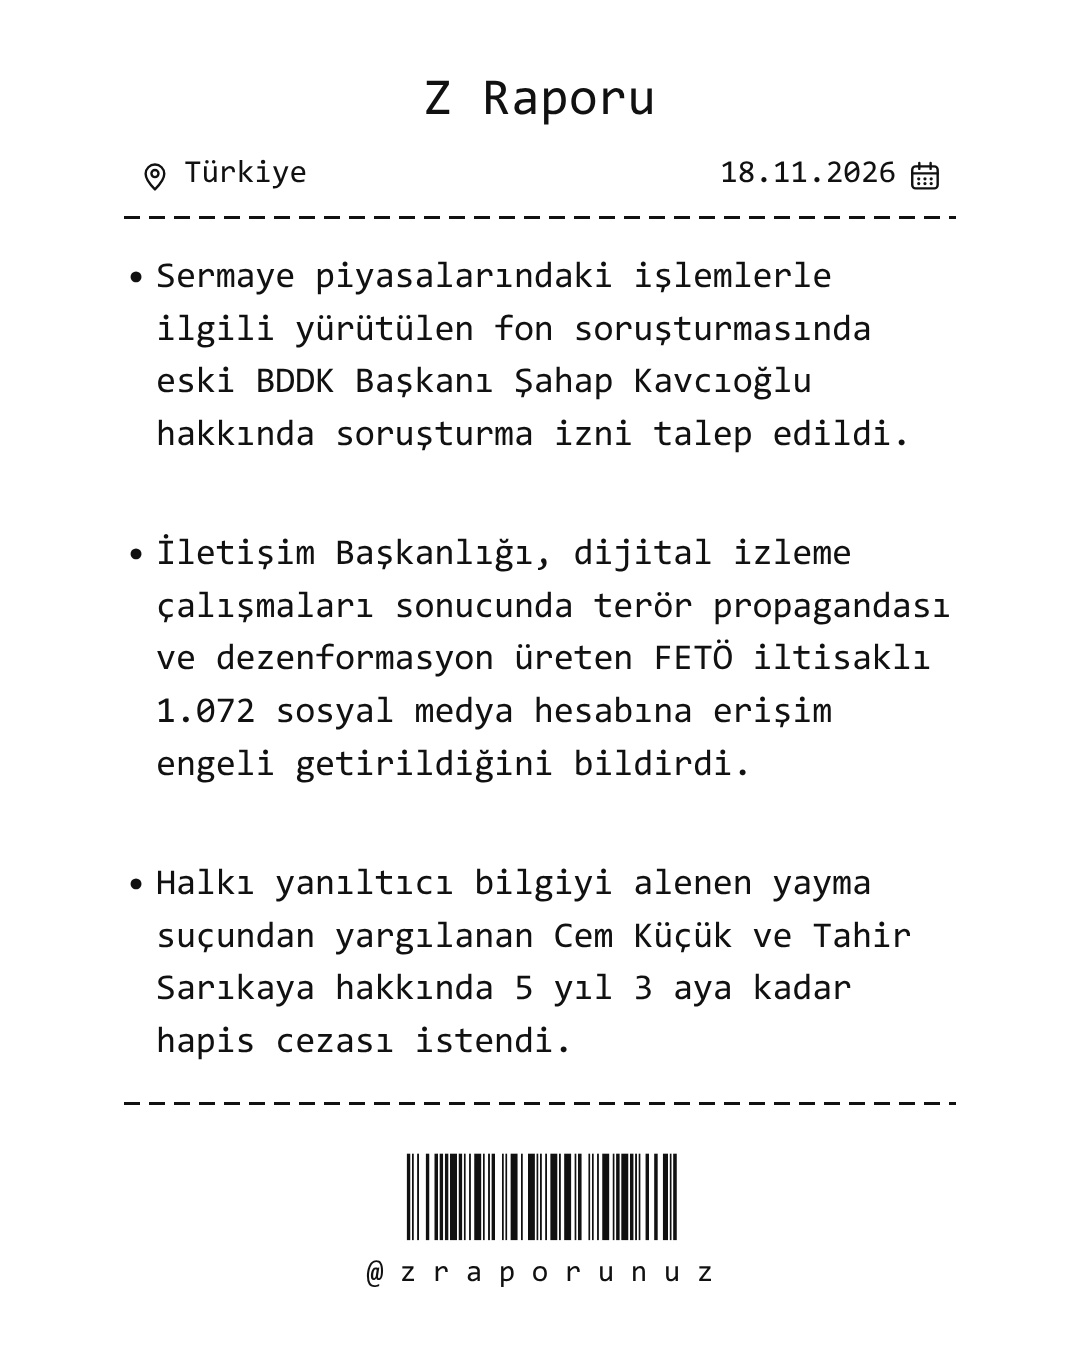 Z Raporu
Türkiye
18.11.2026
• Sermaye piyasalarındaki işlemlerle
ilgili yürütülen fon soruşturmasında
eski BDDK Başkanı Şahap Kavcıoğlu
hakkında soruşturma izni talep edildi.
• İletişim Başkanlığı, dijital izleme
çalışmaları sonucunda terör propagandası
ve dezenformasyon üreten FETÖ iltisaklı
1.072 sosyal medya hesabına erişim
engeli getirildiğini bildirdi.
• Halkı yanıltıcı bilgiyi alenen yayma
suçundan yargılanan Cem Küçük ve Tahir
Sarıkaya hakkında 5 yıl 3 aya kadar
hapis cezası istendi.
@zraporunuz